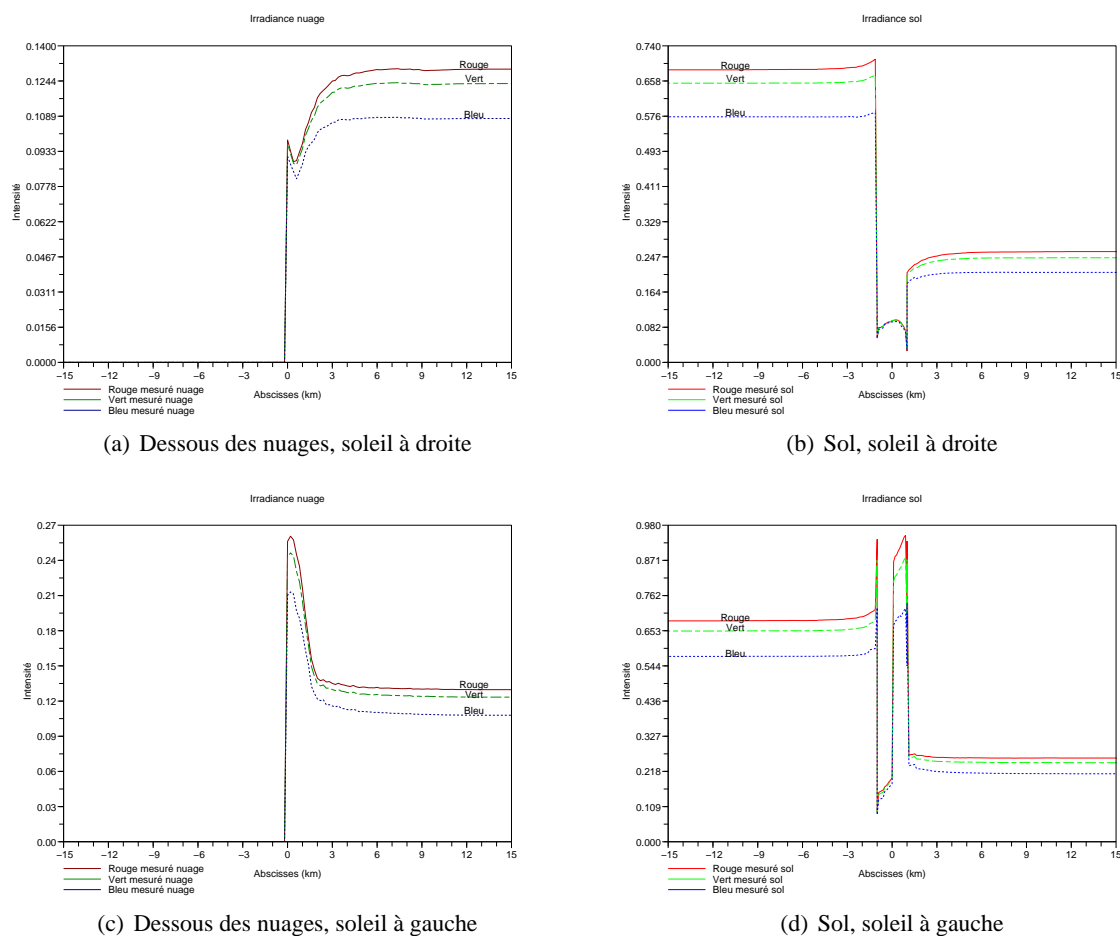 Irradiance nuage
0.1400
0.1244
0.1089
0.0933
0.0778
0.0622
0.0467
0.0311
0.0156
0.0000
Intensité
Rouge
Vert
Bleu
−15 −12 −9 −6 −3 0 3 6 9 12 15
Abscisses (km)
Rouge mesuré nuage
Vert mesuré nuage
Bleu mesuré nuage
(a) Dessous des nuages, soleil à droite
Irradiance sol
0.740
0.658
0.576
0.493
0.411
0.329
0.247
0.164
0.082
0.000
Intensité
Rouge
Vert
Bleu
−15 −12 −9 −6 −3 0 3 6 9 12 15
Abscisses (km)
Rouge mesuré sol
Vert mesuré sol
Bleu mesuré sol
(b) Sol, soleil à droite
Irradiance nuage
0.27
0.24
0.21
0.18
0.15
0.12
0.09
0.06
0.03
0.00
Intensité
Rouge
Vert
Bleu
−15 −12 −9 −6 −3 0 3 6 9 12 15
Abscisses (km)
Rouge mesuré nuage
Vert mesuré nuage
Bleu mesuré nuage
(c) Dessous des nuages, soleil à gauche
Irradiance sol
0.980
0.871
0.762
0.653
0.544
0.436
0.327
0.218
0.109
0.000
Intensité
Rouge
Vert
Bleu
−15 −12 −9 −6 −3 0 3 6 9 12 15
Abscisses (km)
Rouge mesuré sol
Vert mesuré sol
Bleu mesuré sol
(d) Sol, soleil à gauche